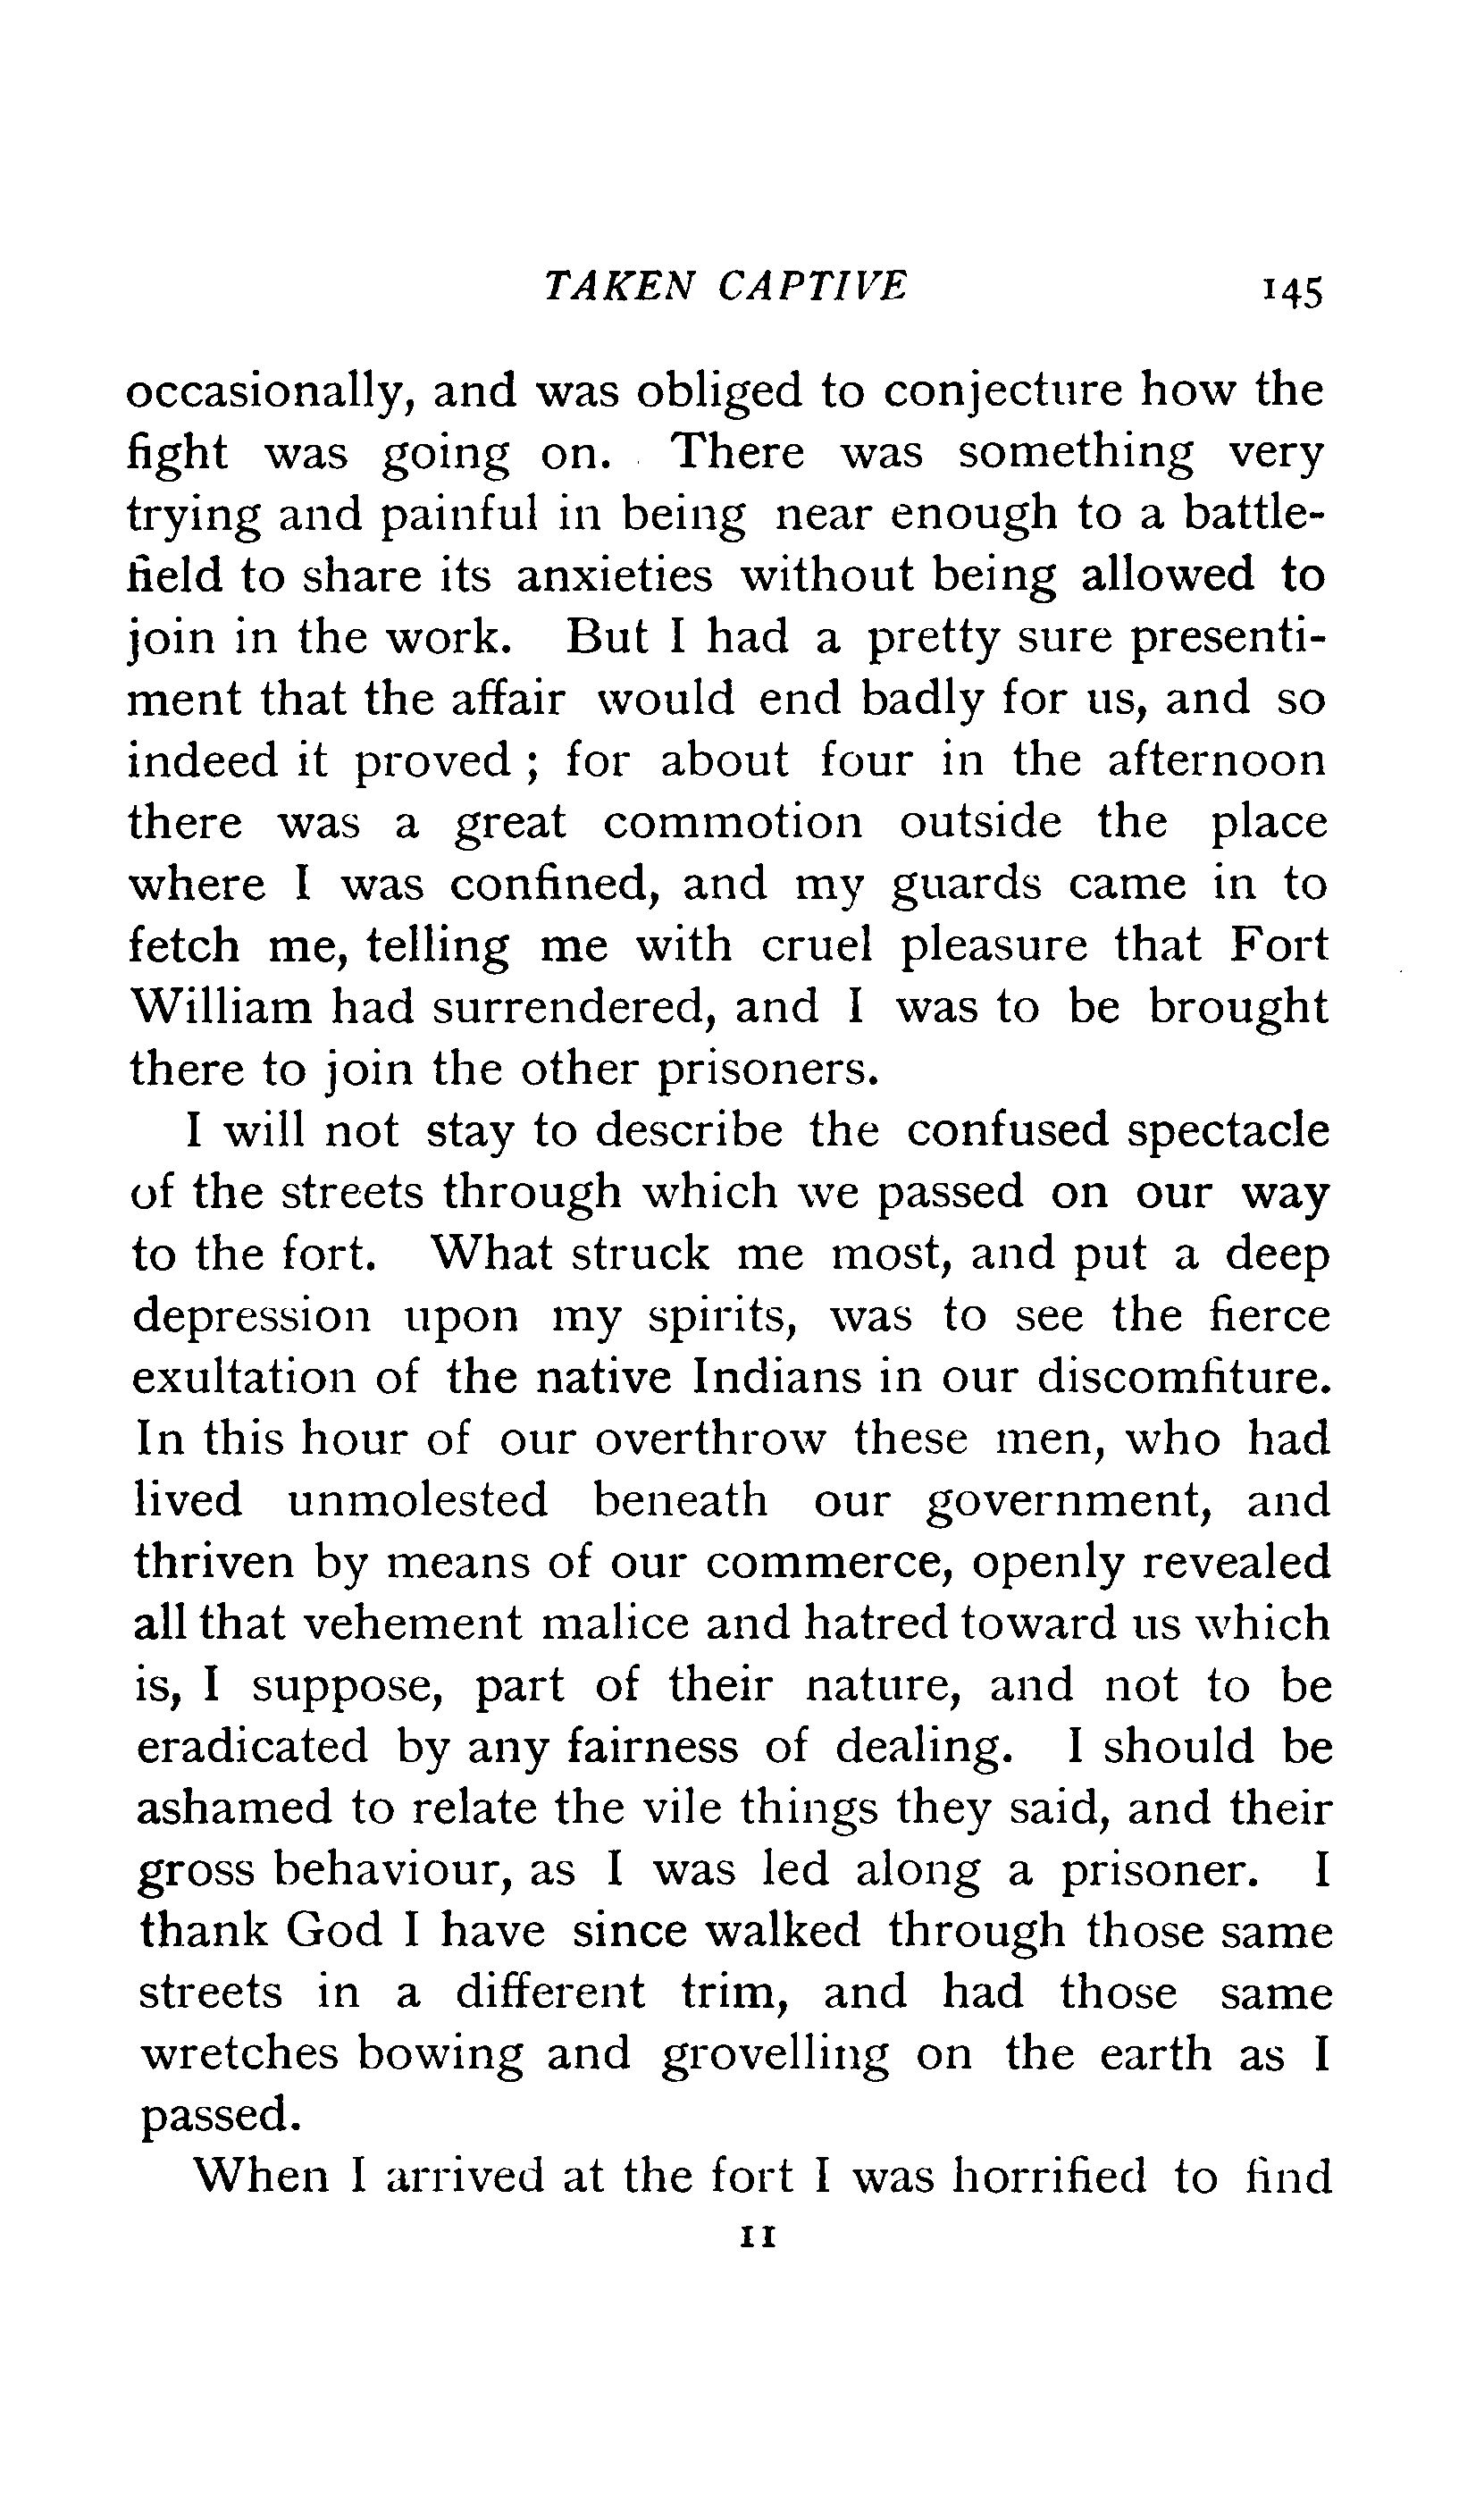 TAKEN CAPTIVE 145
occasionally, and was obliged to conjecture how the
fight was going on. There was something very
trying and painful in being near enough to a battle-
field to share its anxieties without being allowed to
join in the work. But I had a pretty sure presenti-
ment that the affair would end badly for us, and so
indeed it proved ; for about four in the afternoon
there was a great commotion outside the place
where I was confined, and my guards came in to
fetch me, telling me with cruel pleasure that Fort
William had surrendered, and I was to be brought
there to join the other prisoners.
I will not stay to describe the confused spectacle
of the streets through which we passed on our way
to the fort. What struck me most, and put a deep
depression upon my spirits, was to see the fierce
exultation of the native Indians in our discomfiture.
In this hour of our overthrow these men, who had
lived unmolested beneath our government, and
thriven by means of our commerce, openly revealed
all that vehement malice and hatred toward us which
is, I suppose, part of their nature, and not to be
eradicated by any fairness of dealing. I should be
ashamed to relate the vile things they said, and their
gross behaviour, as I was led along a prisoner. I
thank God I have since walked through those same
streets in a different trim, and had those same
wretches bowing and grovelling on the earth as I
passed.
When I arrived at the fort I was horrified to find
11